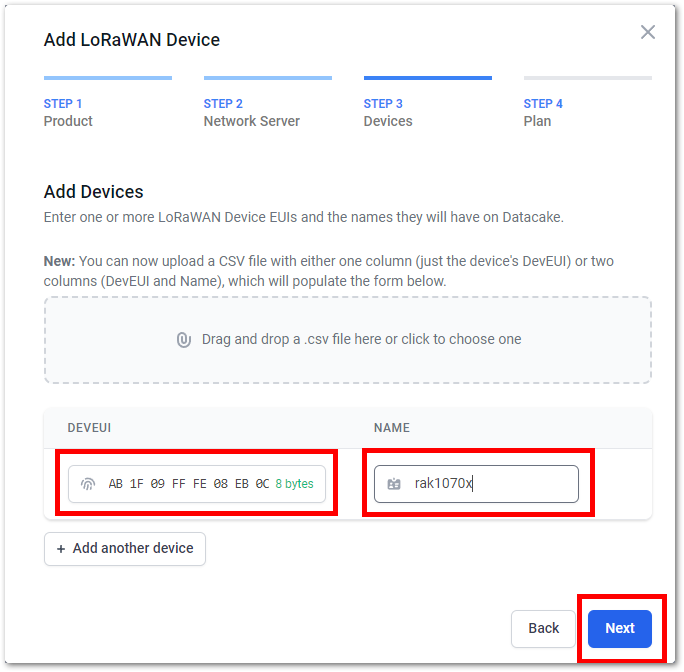 Add LoRaWAN Device
STEP 1
Product
STEP 2
Network Server
STEP 3
Devices
STEP 4
Plan
Add Devices
Enter one or more LoRaWAN Device EUIs and the names they will have on Datacake.
New: You can now upload a CSV file with either one column (just the device's DevEUI) or two
columns (DevEUI and Name), which will populate the form below.
Drag and drop a .csv file here or click to choose one
DEVEUI NAME
AB 1F 09 FF FE 08 EB 0C 8 bytes rak1070x
+ Add another device
Back Next